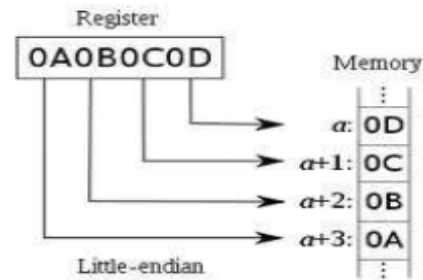 Register
0A0B0C0D
Memory
⋮
a: 0D
a+1: 0C
a+2: 0B
a+3: 0A
⋮
Little-endian